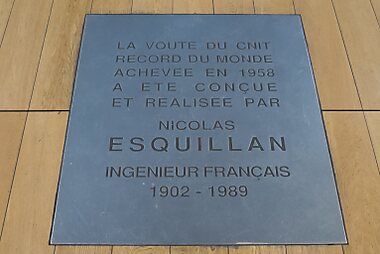 LA VOUTE DU CNIT
RECORD DU MONDE
ACHEVEE EN 1958
A ETE CONÇUE
ET REALISEE PAR
NICOLAS
ESQUILLAN
INGENIEUR FRANÇAIS
1902 - 1989